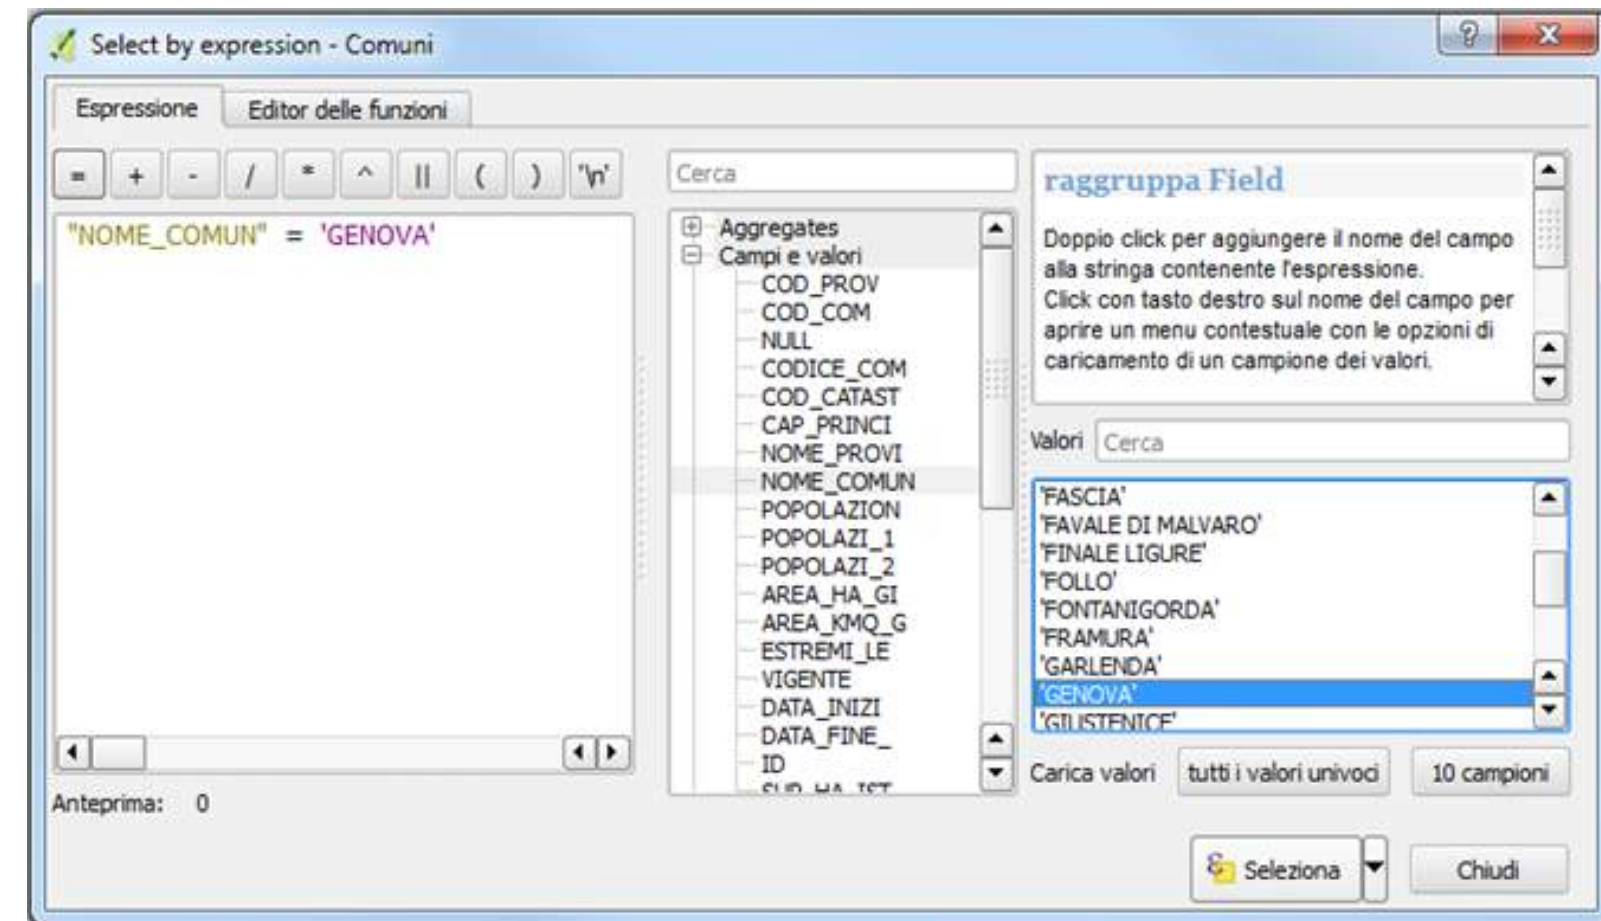 Select by expression - Comuni
Espressione
Editor delle funzioni
= + - / * ^ || ( ) '\n'
"NOME_COMUN" = 'GENOVA'
Anteprima: 0
Cerca
Aggregates
Campi e valori
COD_PROV
COD_COM
NULL
CODICE_COM
COD_CATAST
CAP_PRINCI
NOME_PROVI
NOME_COMUN
POPOLAZION
POPOLAZI_1
POPOLAZI_2
AREA_HA_GI
AREA_KMQ_G
ESTREMI_LE
VIGENTE
DATA_INIZI
DATA_FINE_
ID
SUP_HA_IST
raggruppa Field
Doppio click per aggiungere il nome del campo
alla stringa contenente l'espressione.
Click con tasto destro sul nome del campo per
aprire un menu contestuale con le opzioni di
caricamento di un campione dei valori.
Valori Cerca
'FASCIA'
'FAVALE DI MALVARO'
'FINALE LIGURE'
'FOLLO'
'FONTANIGORDA'
'FRAMURA'
'GARLENDA'
'GENOVA'
'GIUSTENICE'
Carica valori tutti i valori univoci 10 campioni
Seleziona Chiudi